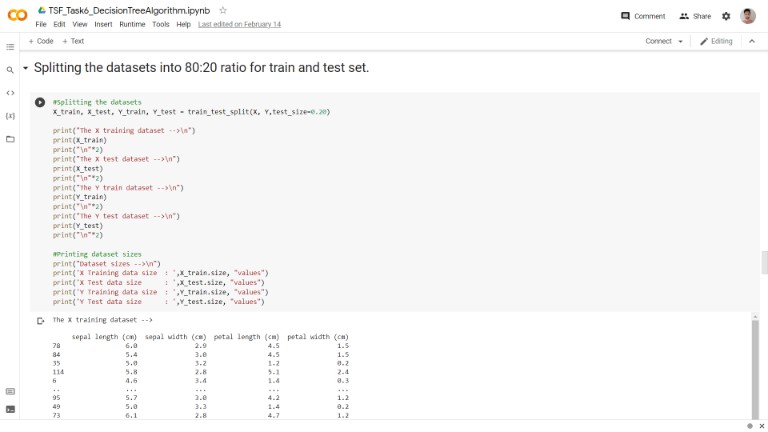 TSF_Task6_DecisionTreeAlgorithm.ipynb
File Edit View Insert Runtime Tools Help Last edited on February 14
Comment Share
+ Code + Text
Connect Editing
Splitting the datasets into 80:20 ratio for train and test set.
#Splitting the datasets
X_train, X_test, Y_train, Y_test = train_test_split(X, Y,test_size=0.20)
print("The X training dataset -->\n")
print(X_train)
print("\n"*2)
print("The X test dataset -->\n")
print(X_test)
print("\n"*2)
print("The Y train dataset -->\n")
print(Y_train)
print("\n"*2)
print("The Y test dataset -->\n")
print(Y_test)
print("\n"*2)
#Printing dataset sizes
print("Dataset sizes -->\n")
print('X Training data size : ',X_train.size, "values")
print('X Test data size : ',X_test.size, "values")
print('Y Training data size : ',Y_train.size, "values")
print('Y Test data size : ',Y_test.size, "values")
The X training dataset -->
sepal length (cm) sepal width (cm) petal length (cm) petal width (cm)
78 6.0 2.9 4.5 1.5
84 5.4 3.0 4.5 1.5
35 5.0 3.2 1.2 0.2
114 5.8 2.8 5.1 2.4
6 4.6 3.4 1.4 0.3
.. ... ... ... ...
95 5.7 3.0 4.2 1.2
49 5.0 3.3 1.4 0.2
73 6.1 2.8 4.7 1.2